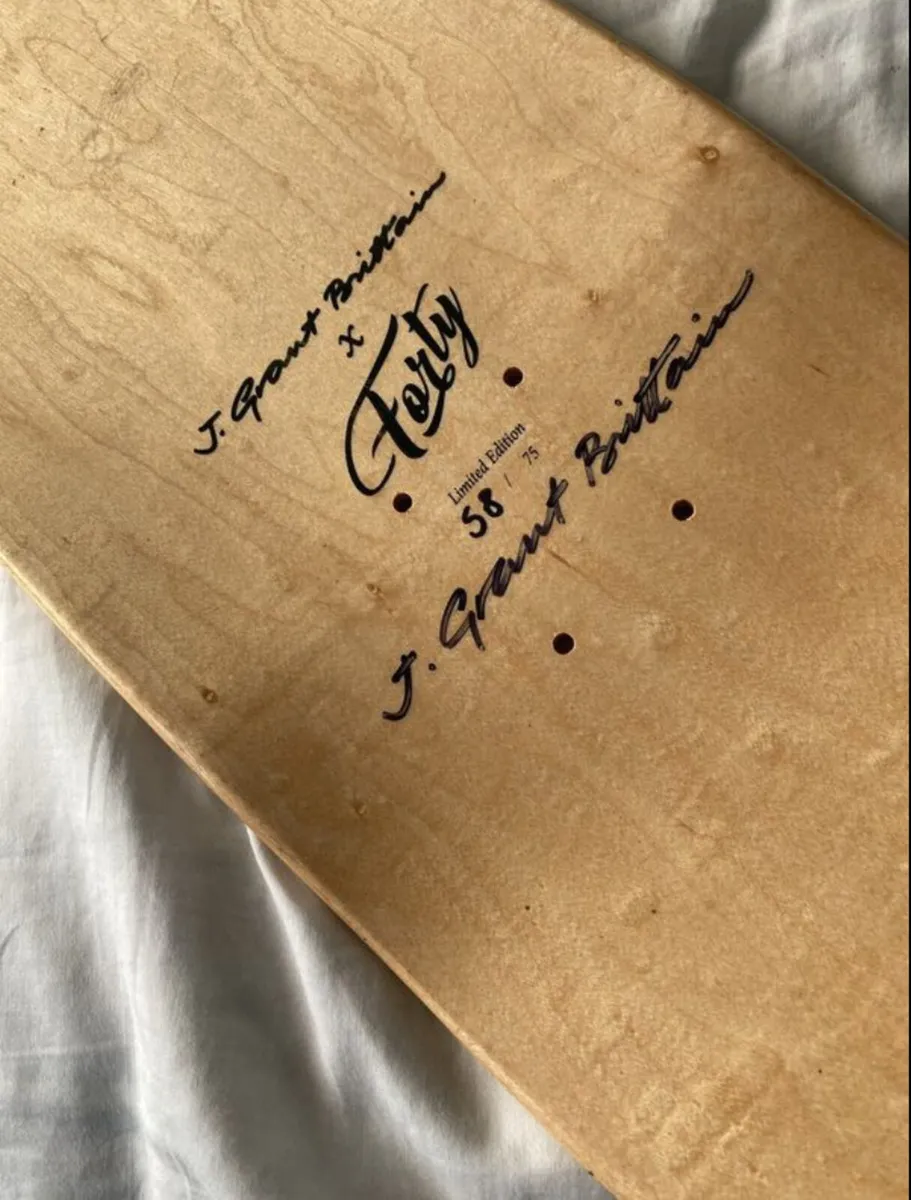 J. Grant Brittain
x
Forty
Limited Edition
58 / 75
J. Grant Brittain